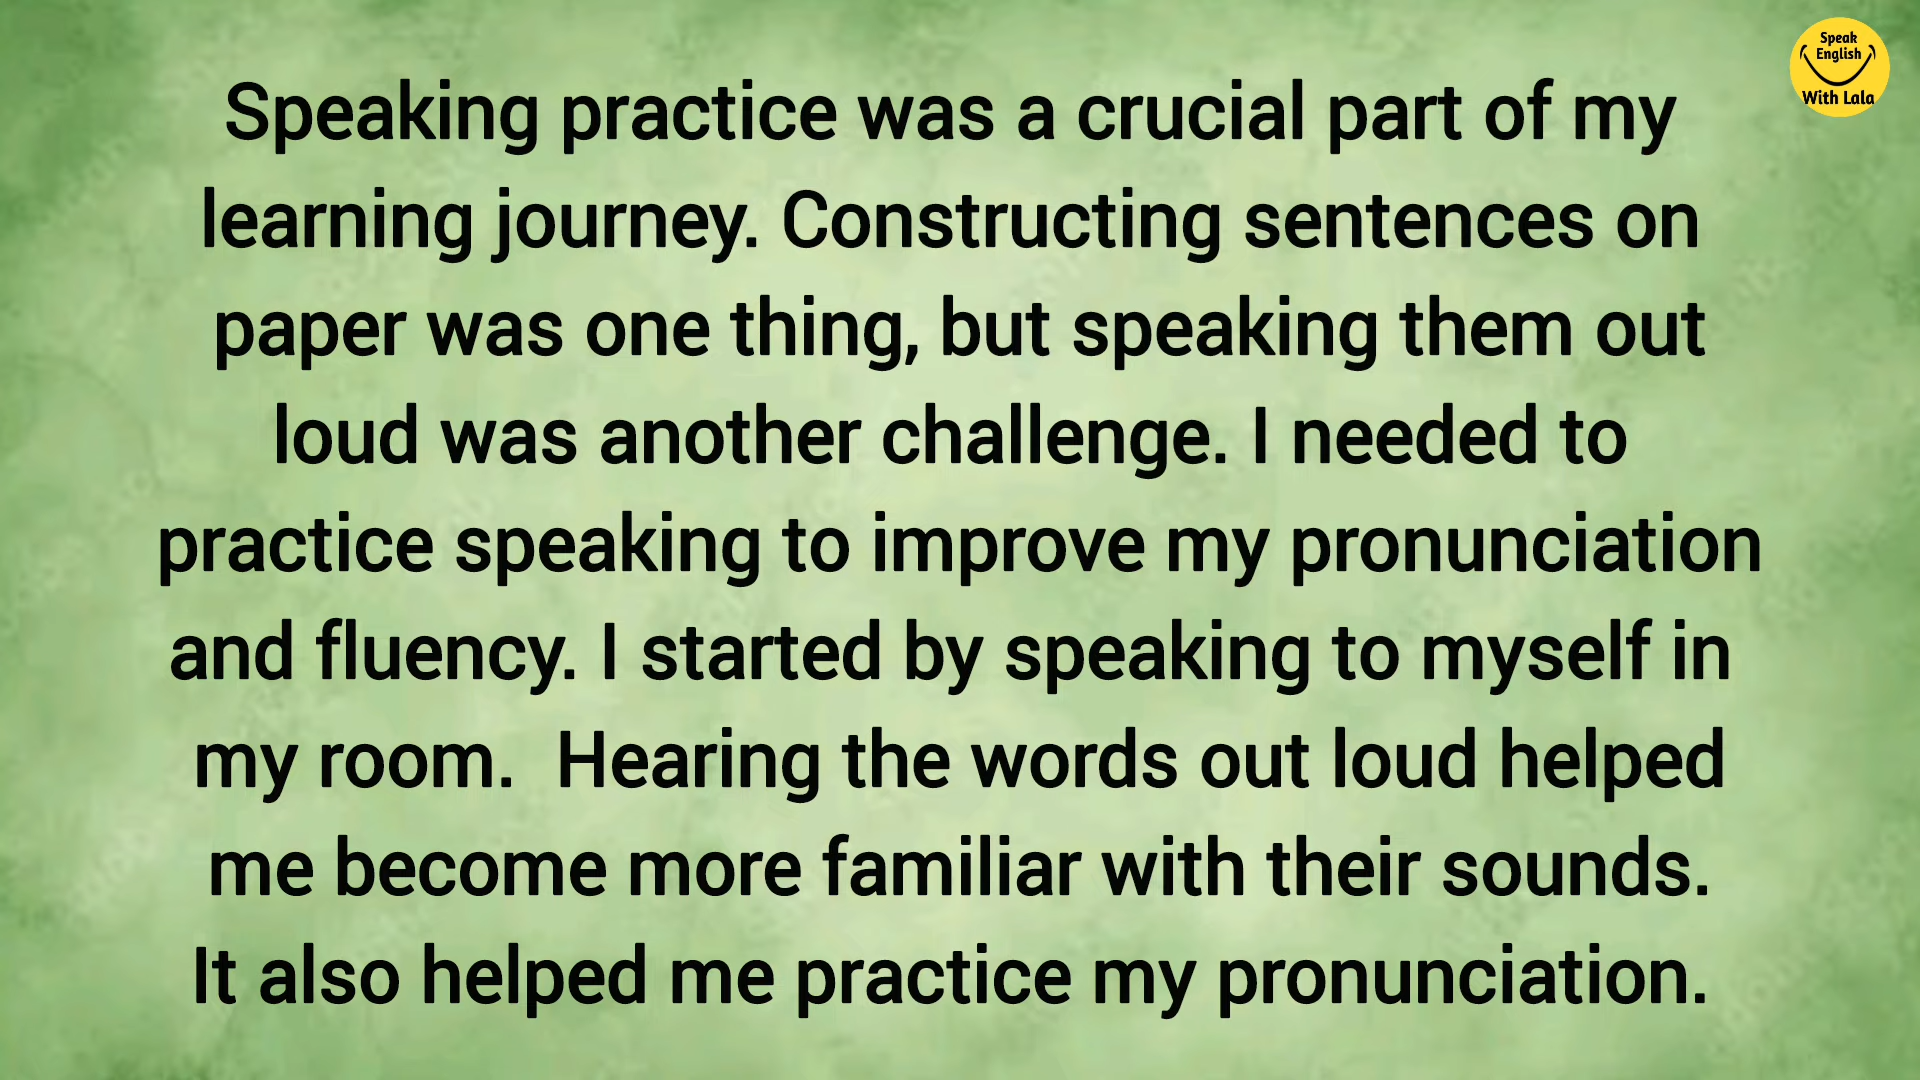 Speak
English
With Lala
Speaking practice was a crucial part of my
learning journey. Constructing sentences on
paper was one thing, but speaking them out
loud was another challenge. I needed to
practice speaking to improve my pronunciation
and fluency. I started by speaking to myself in
my room.  Hearing the words out loud helped
me become more familiar with their sounds.
It also helped me practice my pronunciation.